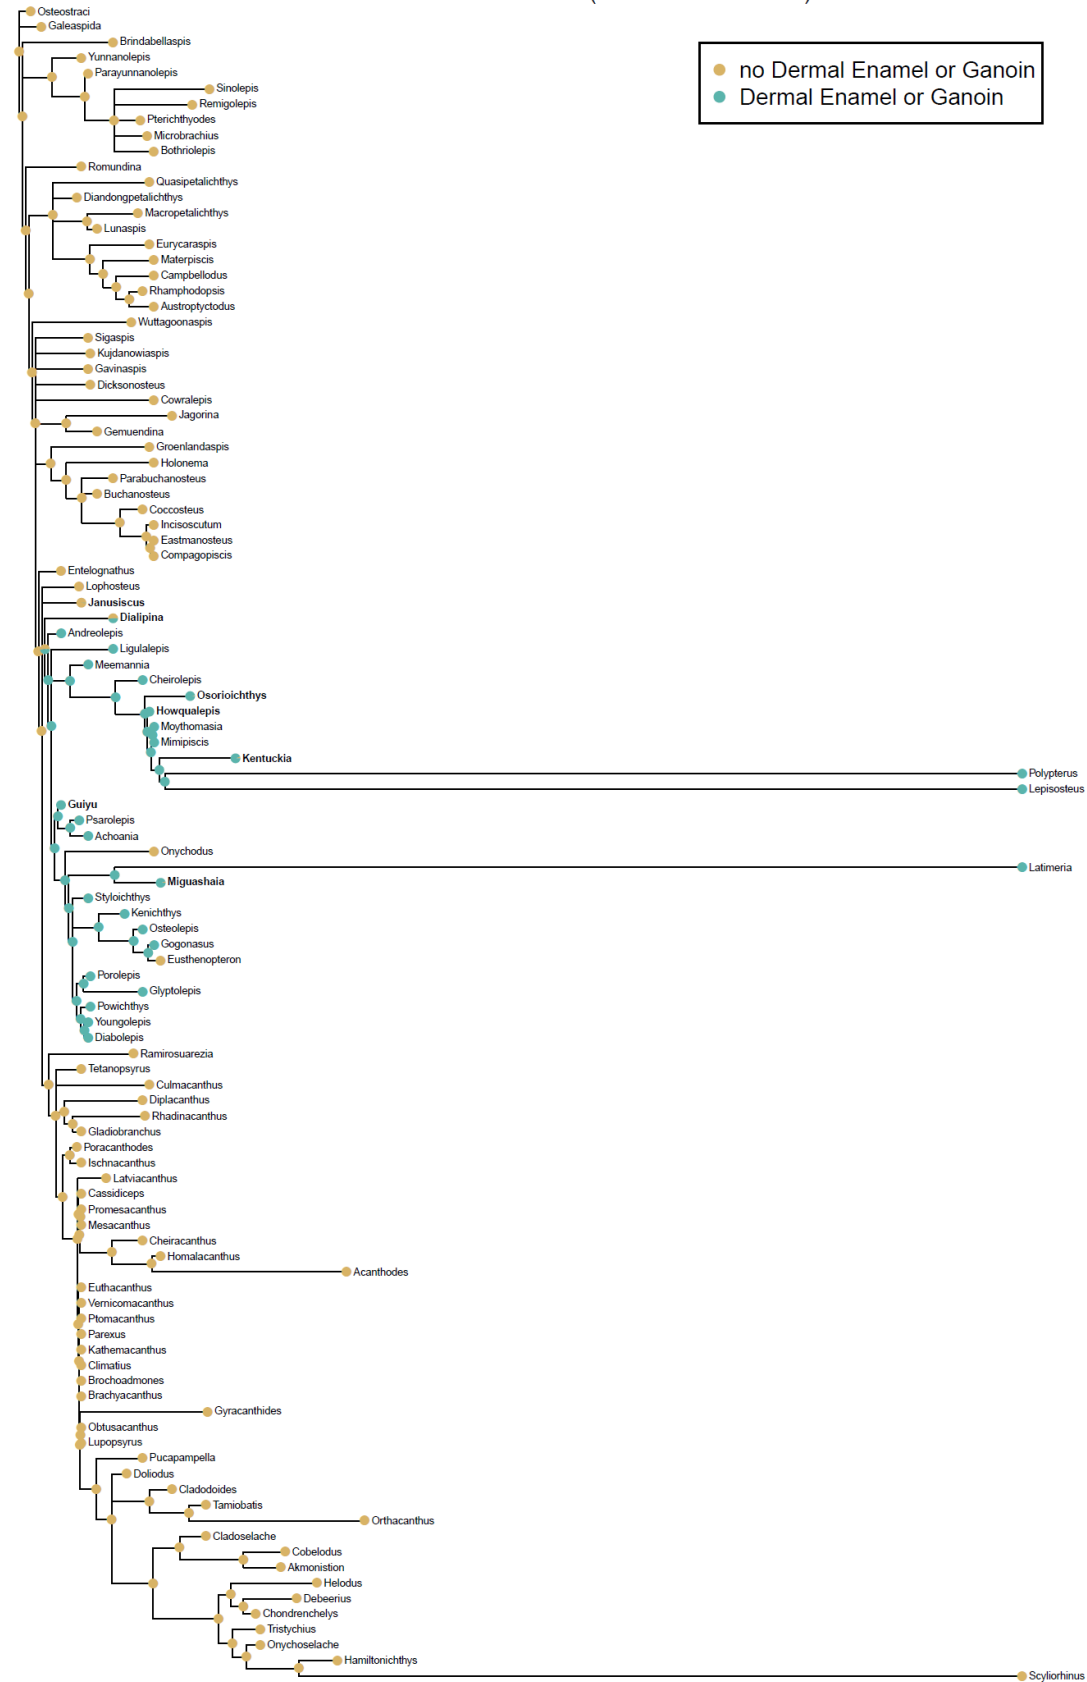 Osteostraci
Galeaspida
no Dermal Enamel or Ganoin
Dermal Enamel or Ganoin
Brindabellaspis
Yunnanolepis
Parayunnanolepis
Sinolepis
Remigolepis
Pterichthyodes
Microbrachius
Bothriolepis
Romundina
Quasipetalichthys
Diandongpetalichthys
Macropetalichthys
Lunaspis
Eurycaraspis
Materpiscis
Campbellodus
Rhamphodopsis
Austroptyctodus
Wuttagoonaspis
Sigaspis
Kujdanowiaspis
Gavinaspis
Dicksonosteus
Cowralepis
Jagorina
Gemuendina
Groenlandaspis
Holonema
Parabuchanosteus
Buchanosteus
Coccosteus
Incisoscutum
Eastmanosteus
Compagopiscis
Entelognathus
Lophosteus
Janusiscus
Dialipina
Andreolepis
Ligulalepis
Meemannia
Cheirolepis
Osorioichthys
Howqualepis
Moythomasia
Mimipiscis
Kentuckia
Polypterus
Lepisosteus
Guiyu
Psarolepis
Achoania
Onychodus
Latimeria
Miguashaia
Styloichthys
Kenichthys
Osteolepis
Gogonasus
Eusthenopteron
Porolepis
Glyptolepis
Powichthys
Youngolepis
Diabolepis
Ramirosuarezia
Tetanopsyrus
Culmacanthus
Diplacanthus
Rhadinacanthus
Gladiobranchus
Poracanthodes
Ischnacanthus
Latviacanthus
Cassidiceps
Promesacanthus
Mesacanthus
Cheiracanthus
Homalacanthus
Acanthodes
Euthacanthus
Vernicomacanthus
Ptomacanthus
Parexus
Kathemacanthus
Climatius
Brochoadmones
Brachyacanthus
Gyracanthides
Obtusacanthus
Lupopsyrus
Pucapampella
Doliodus
Cladodoides
Tamiobatis
Orthacanthus
Cladoselache
Cobelodus
Akmonistion
Helodus
Debeerius
Chondrenchelys
Tristychius
Onychoselache
Hamiltonichthys
Scyliorhinus